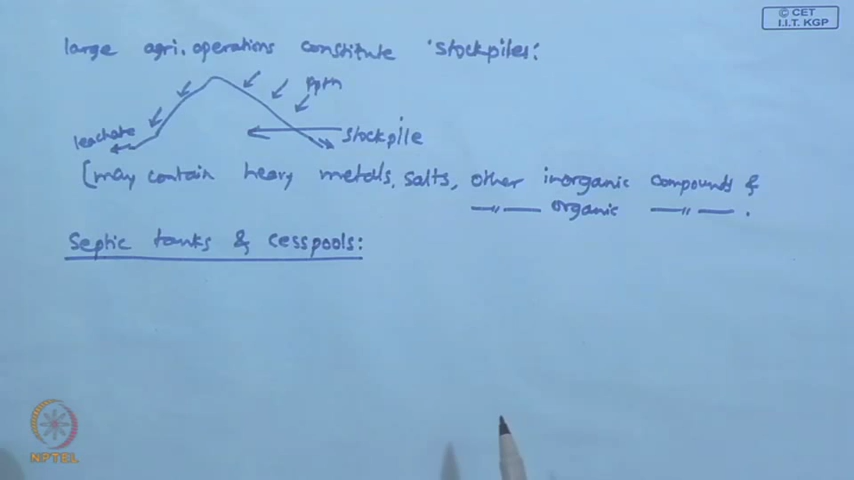 © CET
I.I.T. KGP
large agri. operations constitute 'stockpiles:
pptn
leachate
stockpile
[may contain heavy metals, salts, other inorganic compounds &
—〃— organic —〃— .
Septic tanks & cesspools:
NPTEL